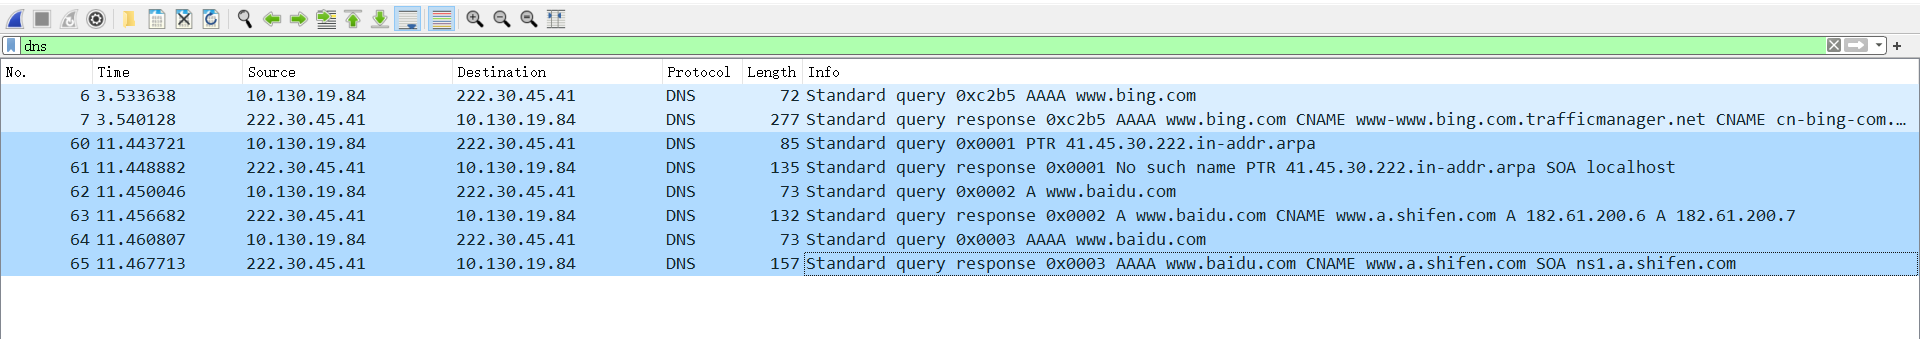 dns
No. Time Source Destination Protocol Length Info
6 3.533638 10.130.19.84 222.30.45.41 DNS 72 Standard query 0xc2b5 AAAA www.bing.com
7 3.540128 222.30.45.41 10.130.19.84 DNS 277 Standard query response 0xc2b5 AAAA www.bing.com CNAME www-www.bing.com.trafficmanager.net CNAME cn-bing-com.…
60 11.443721 10.130.19.84 222.30.45.41 DNS 85 Standard query 0x0001 PTR 41.45.30.222.in-addr.arpa
61 11.448882 222.30.45.41 10.130.19.84 DNS 135 Standard query response 0x0001 No such name PTR 41.45.30.222.in-addr.arpa SOA localhost
62 11.450046 10.130.19.84 222.30.45.41 DNS 73 Standard query 0x0002 A www.baidu.com
63 11.456682 222.30.45.41 10.130.19.84 DNS 132 Standard query response 0x0002 A www.baidu.com CNAME www.a.shifen.com A 182.61.200.6 A 182.61.200.7
64 11.460807 10.130.19.84 222.30.45.41 DNS 73 Standard query 0x0003 AAAA www.baidu.com
65 11.467713 222.30.45.41 10.130.19.84 DNS 157 Standard query response 0x0003 AAAA www.baidu.com CNAME www.a.shifen.com SOA ns1.a.shifen.com